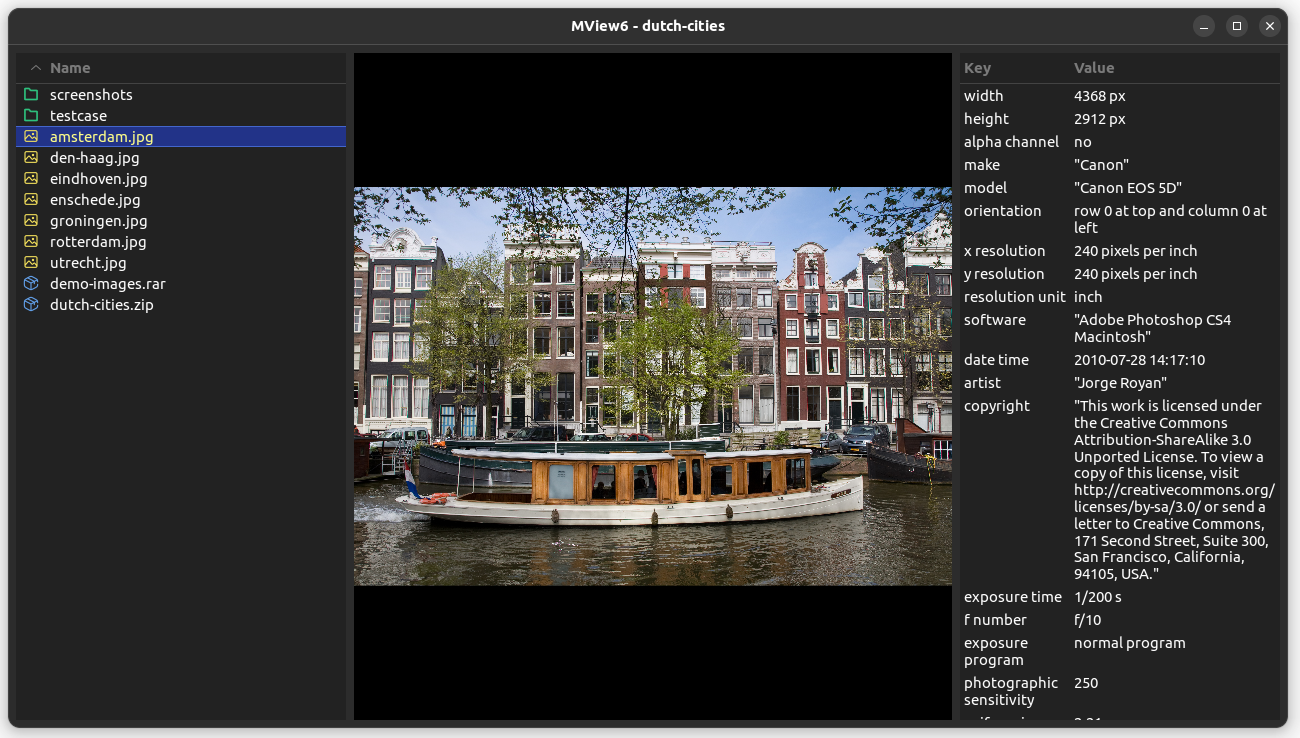 MView6 - dutch-cities
Name
screenshots
testcase
amsterdam.jpg
den-haag.jpg
eindhoven.jpg
enschede.jpg
groningen.jpg
rotterdam.jpg
utrecht.jpg
demo-images.rar
dutch-cities.zip
Key Value
width 4368 px
height 2912 px
alpha channel no
make "Canon"
model "Canon EOS 5D"
orientation row 0 at top and column 0 at
left
x resolution 240 pixels per inch
y resolution 240 pixels per inch
resolution unit inch
software "Adobe Photoshop CS4
Macintosh"
date time 2010-07-28 14:17:10
artist "Jorge Royan"
copyright "This work is licensed under
the Creative Commons
Attribution-ShareAlike 3.0
Unported License. To view a
copy of this license, visit
http://creativecommons.org/
licenses/by-sa/3.0/ or send a
letter to Creative Commons,
171 Second Street, Suite 300,
San Francisco, California,
94105, USA."
exposure time 1/200 s
f number f/10
exposure normal program
program
photographic 250
sensitivity